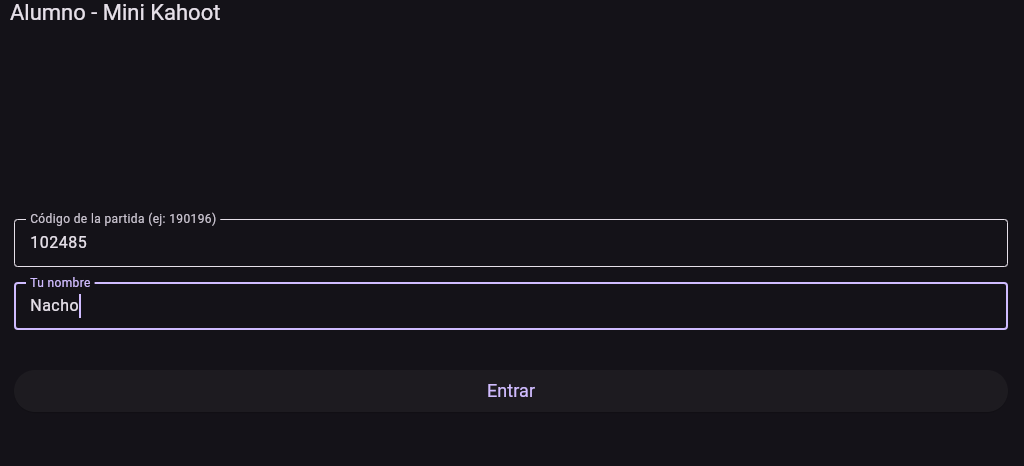 Alumno - Mini Kahoot
Código de la partida (ej: 190196)
102485
Tu nombre
Nacho
Entrar